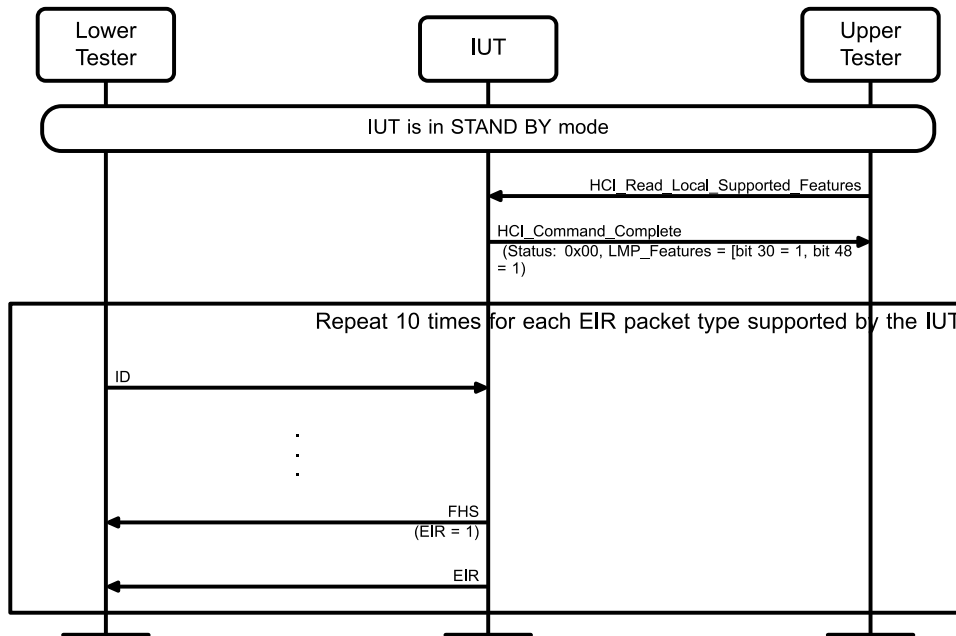 Lower
Tester
IUT
Upper
Tester
IUT is in STAND BY mode
HCI_Read_Local_Supported_Features
HCI_Command_Complete
(Status: 0x00, LMP_Features = [bit 30 = 1, bit 48
= 1)
Repeat 10 times for each EIR packet type supported by the IUT
ID
.
.
.
FHS
(EIR = 1)
EIR